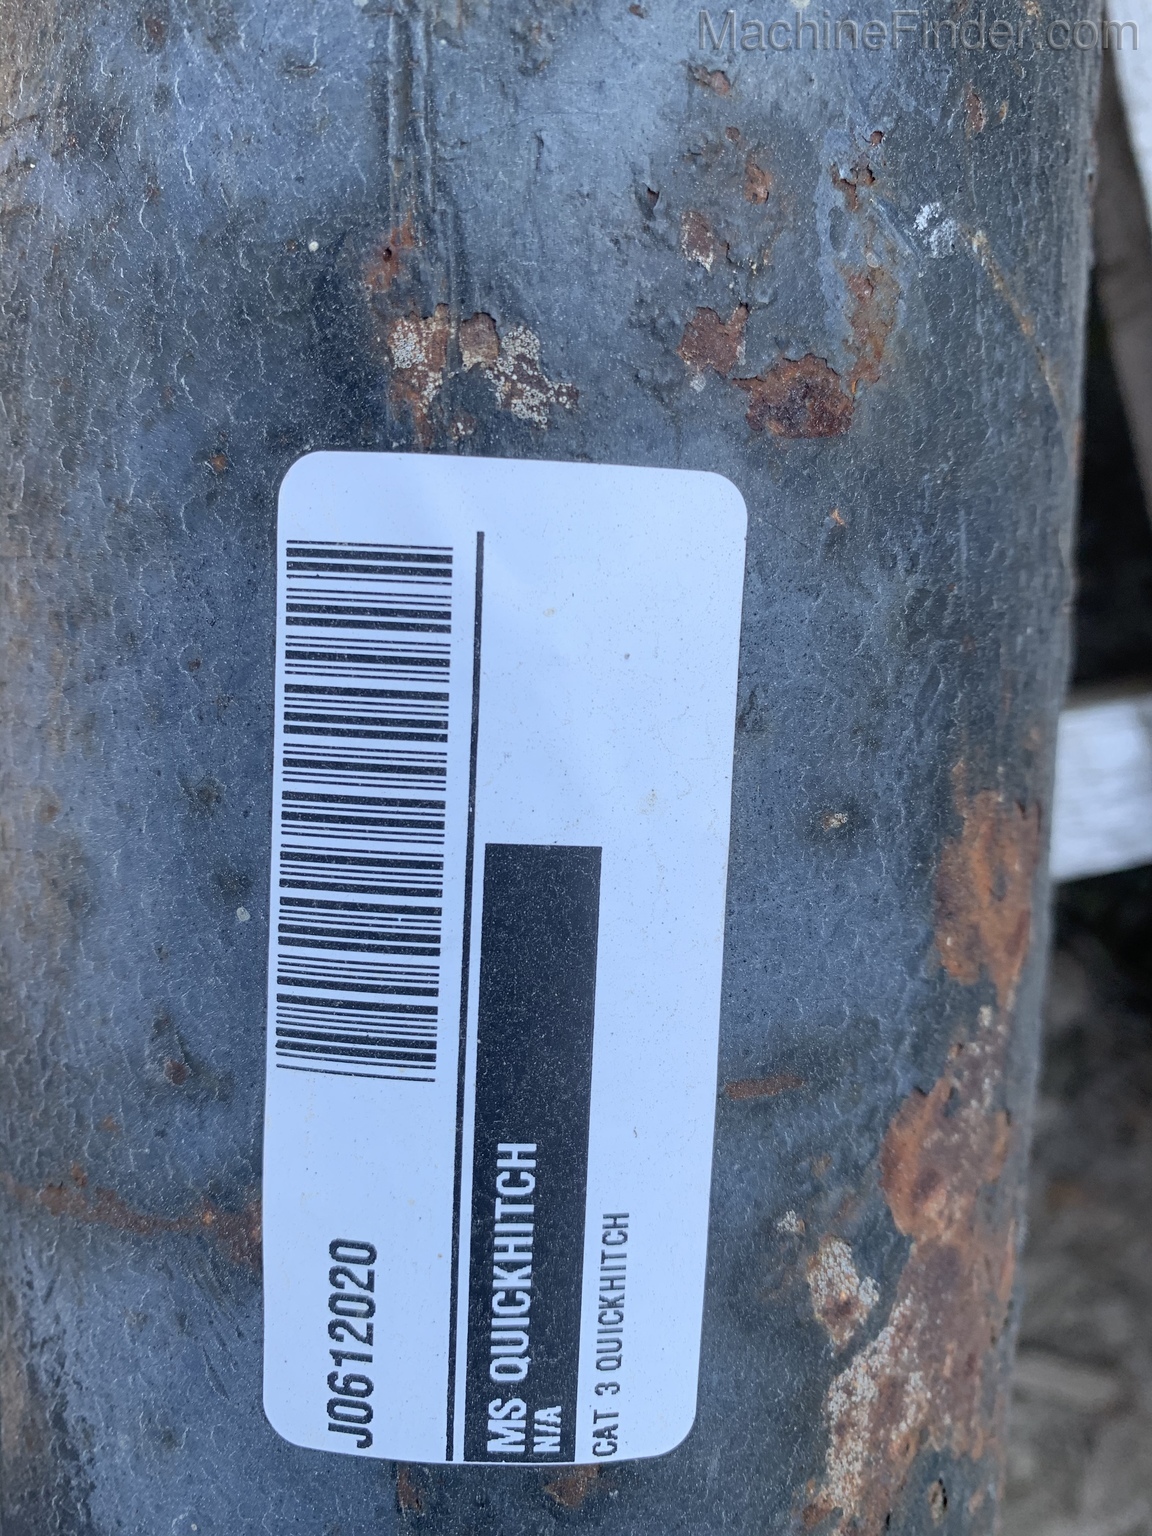 MachineFinder.com
J0612020
MS QUICKHITCH
N/A
CAT 3 QUICKHITCH